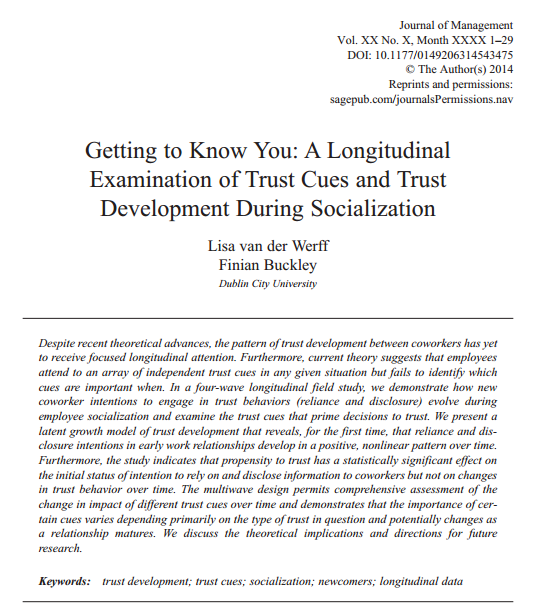 Journal of Management
Vol. XX No. X, Month XXXX 1–29
DOI: 10.1177/0149206314543475
© The Author(s) 2014
Reprints and permissions:
sagepub.com/journalsPermissions.nav
Getting to Know You: A Longitudinal
Examination of Trust Cues and Trust
Development During Socialization
Lisa van der Werff
Finian Buckley
Dublin City University
Despite recent theoretical advances, the pattern of trust development between coworkers has yet
to receive focused longitudinal attention. Furthermore, current theory suggests that employees
attend to an array of independent trust cues in any given situation but fails to identify which
cues are important when. In a four-wave longitudinal field study, we demonstrate how new
coworker intentions to engage in trust behaviors (reliance and disclosure) evolve during
employee socialization and examine the trust cues that prime decisions to trust. We present a
latent growth model of trust development that reveals, for the first time, that reliance and dis-
closure intentions in early work relationships develop in a positive, nonlinear pattern over time.
Furthermore, the study indicates that propensity to trust has a statistically significant effect on
the initial status of intention to rely on and disclose information to coworkers but not on changes
in trust behavior over time. The multiwave design permits comprehensive assessment of the
change in impact of different trust cues over time and demonstrates that the importance of cer-
tain cues varies depending primarily on the type of trust in question and potentially changes as
a relationship matures. We discuss the theoretical implications and directions for future
research.
Keywords: trust development; trust cues; socialization; newcomers; longitudinal data